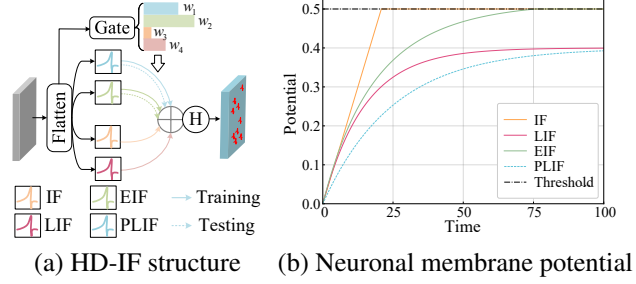 Gate
w₁
w₂
w₃
w₄
Flatten
H
IF
EIF
Training
LIF
PLIF
Testing
(a) HD-IF structure
Potential
0.5
0.4
0.3
0.2
0.1
0.0
0
25
50
75
100
Time
IF
LIF
EIF
PLIF
Threshold
(b) Neuronal membrane potential